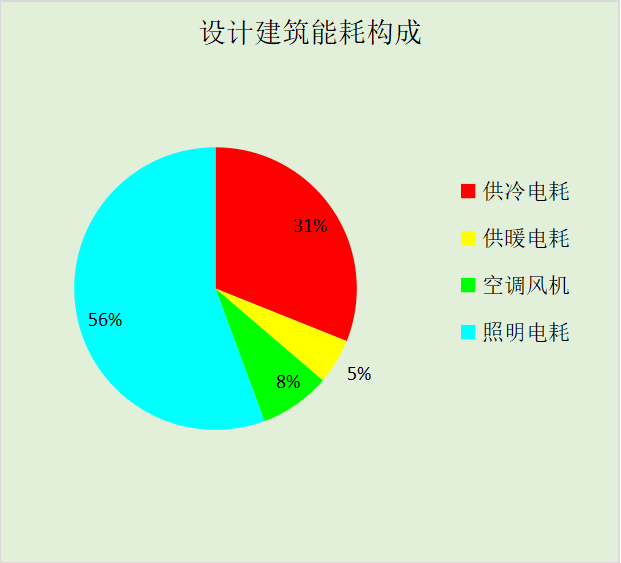 设计建筑能耗构成
31%
5%
8%
56%
供冷电耗
供暖电耗
空调风机
照明电耗